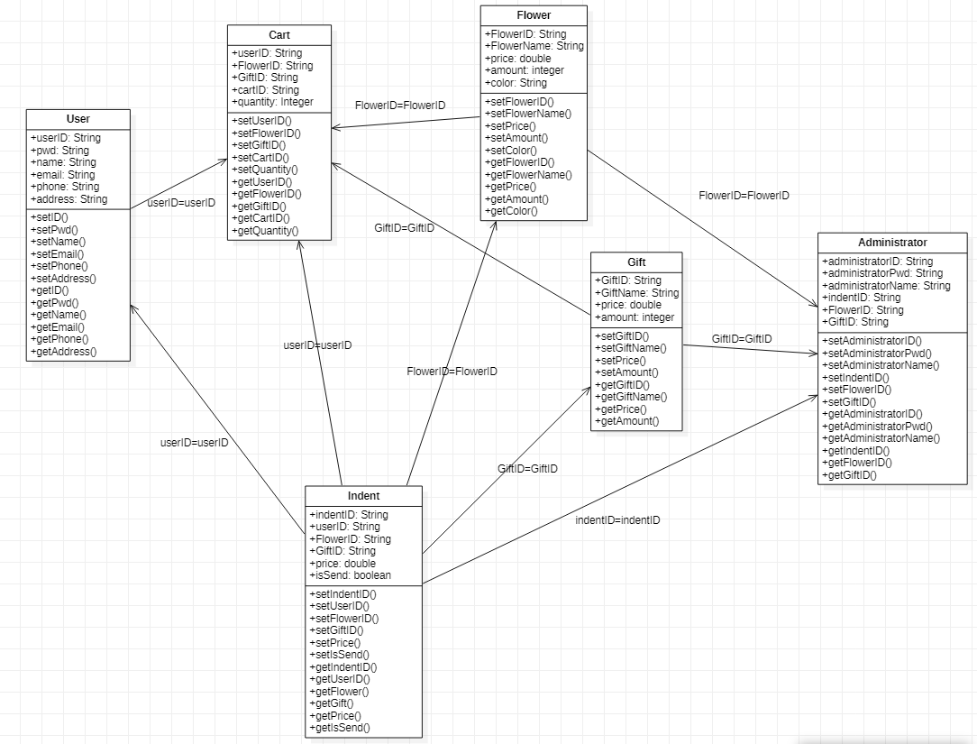 Flower
+FlowerID: String
+FlowerName: String
+price: double
+amount: integer
+color: String
+setFlowerID()
+setFlowerName()
+setPrice()
+setAmount()
+setColor()
+getFlowerID()
+getFlowerName()
+getPrice()
+getAmount()
+getColor()
Cart
+userID: String
+FlowerID: String
+GiftID: String
+cartID: String
+quantity: Integer
+setUserID()
+setFlowerID()
+setGiftID()
+setCartID()
+setQuantity()
+getUserID()
+getFlowerID()
+getGiftID()
+getCartID()
+getQuantity()
FlowerID=FlowerID
User
+userID: String
+pwd: String
+name: String
+email: String
+phone: String
+address: String
+setID()
+setPwd()
+setName()
+setEmail()
+setPhone()
+setAddress()
+getID()
+getPwd()
+getName()
+getEmail()
+getPhone()
+getAddress()
userID=userID
GiftID=GiftID
FlowerID=FlowerID
Administrator
+administratorID: String
+administratorPwd: String
+administratorName: String
+indentID: String
+FlowerID: String
+GiftID: String
+setAdministratorID()
+setAdministratorPwd()
+setAdministratorName()
+setIndentID()
+setFlowerID()
+setGiftID()
+getAdministratorID()
+getAdministratorPwd()
+getAdministratorName()
+getIndentID()
+getFlowerID()
+getGiftID()
Gift
+GiftID: String
+GiftName: String
+price: double
+amount: integer
+setGiftID()
+setGiftName()
+setPrice()
+setAmount()
+getGiftID()
+getGiftName()
+getPrice()
+getAmount()
GiftID=GiftID
userID=userID
FlowerID=FlowerID
userID=userID
GiftID=GiftID
indentID=indentID
Indent
+indentID: String
+userID: String
+FlowerID: String
+GiftID: String
+price: double
+isSend: boolean
+setIndentID()
+setUserID()
+setFlowerID()
+setGiftID()
+setPrice()
+setIsSend()
+getIndentID()
+getUserID()
+getFlower()
+getGift()
+getPrice()
+getIsSend()